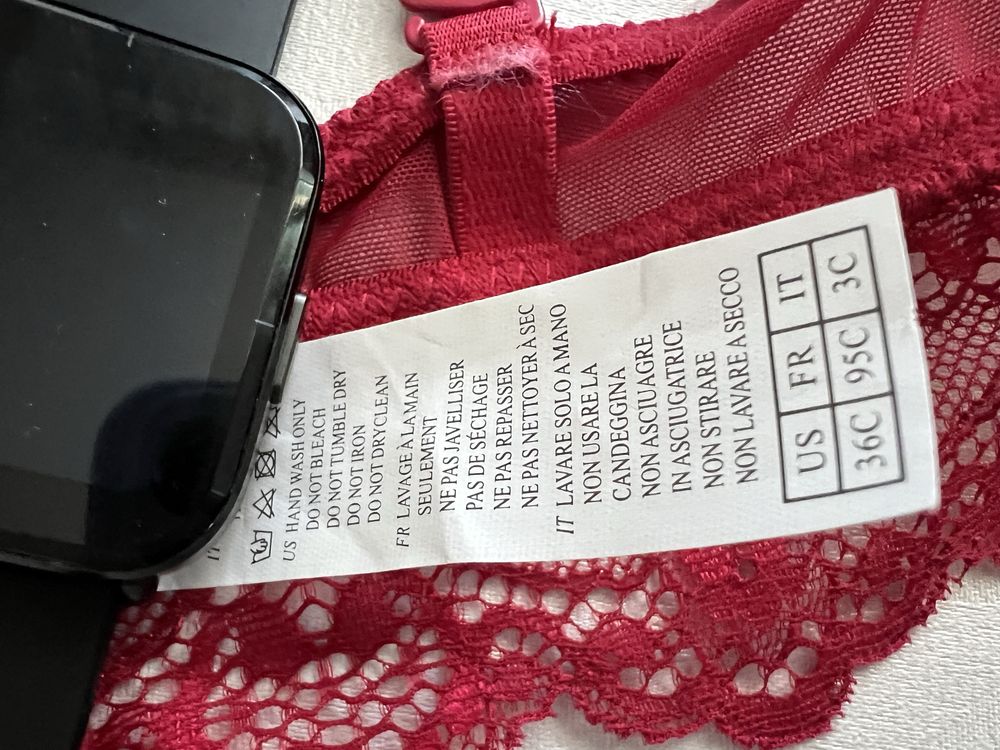 US HAND WASH ONLY
DO NOT BLEACH
DO NOT TUMBLE DRY
DO NOT IRON
DO NOT DRYCLEAN
FR LAVAGE À LA MAIN
SEULEMENT
NE PAS JAVELLISER
PAS DE SÉCHAGE
NE PAS REPASSER
NE PAS NETTOYER À SEC
IT LAVARE SOLO A MANO
NON USARE LA
CANDEGGINA
NON ASCIUAGRE
IN ASCIUGATRICE
NON STIRARE
NON LAVARE A SECCO
US FR IT
36C 95C 3C